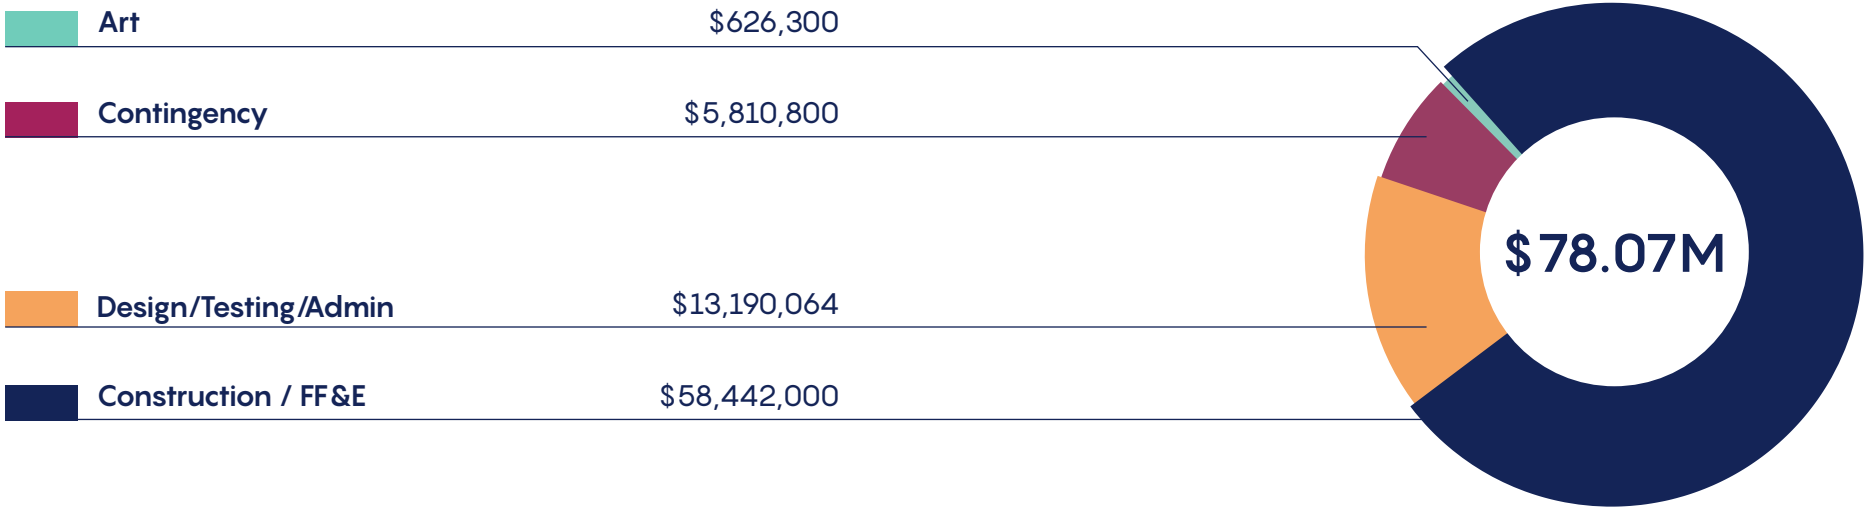 Art $626,300
Contingency $5,810,800
Design/Testing/Admin $13,190,064
Construction / FF&E $58,442,000
$78.07M